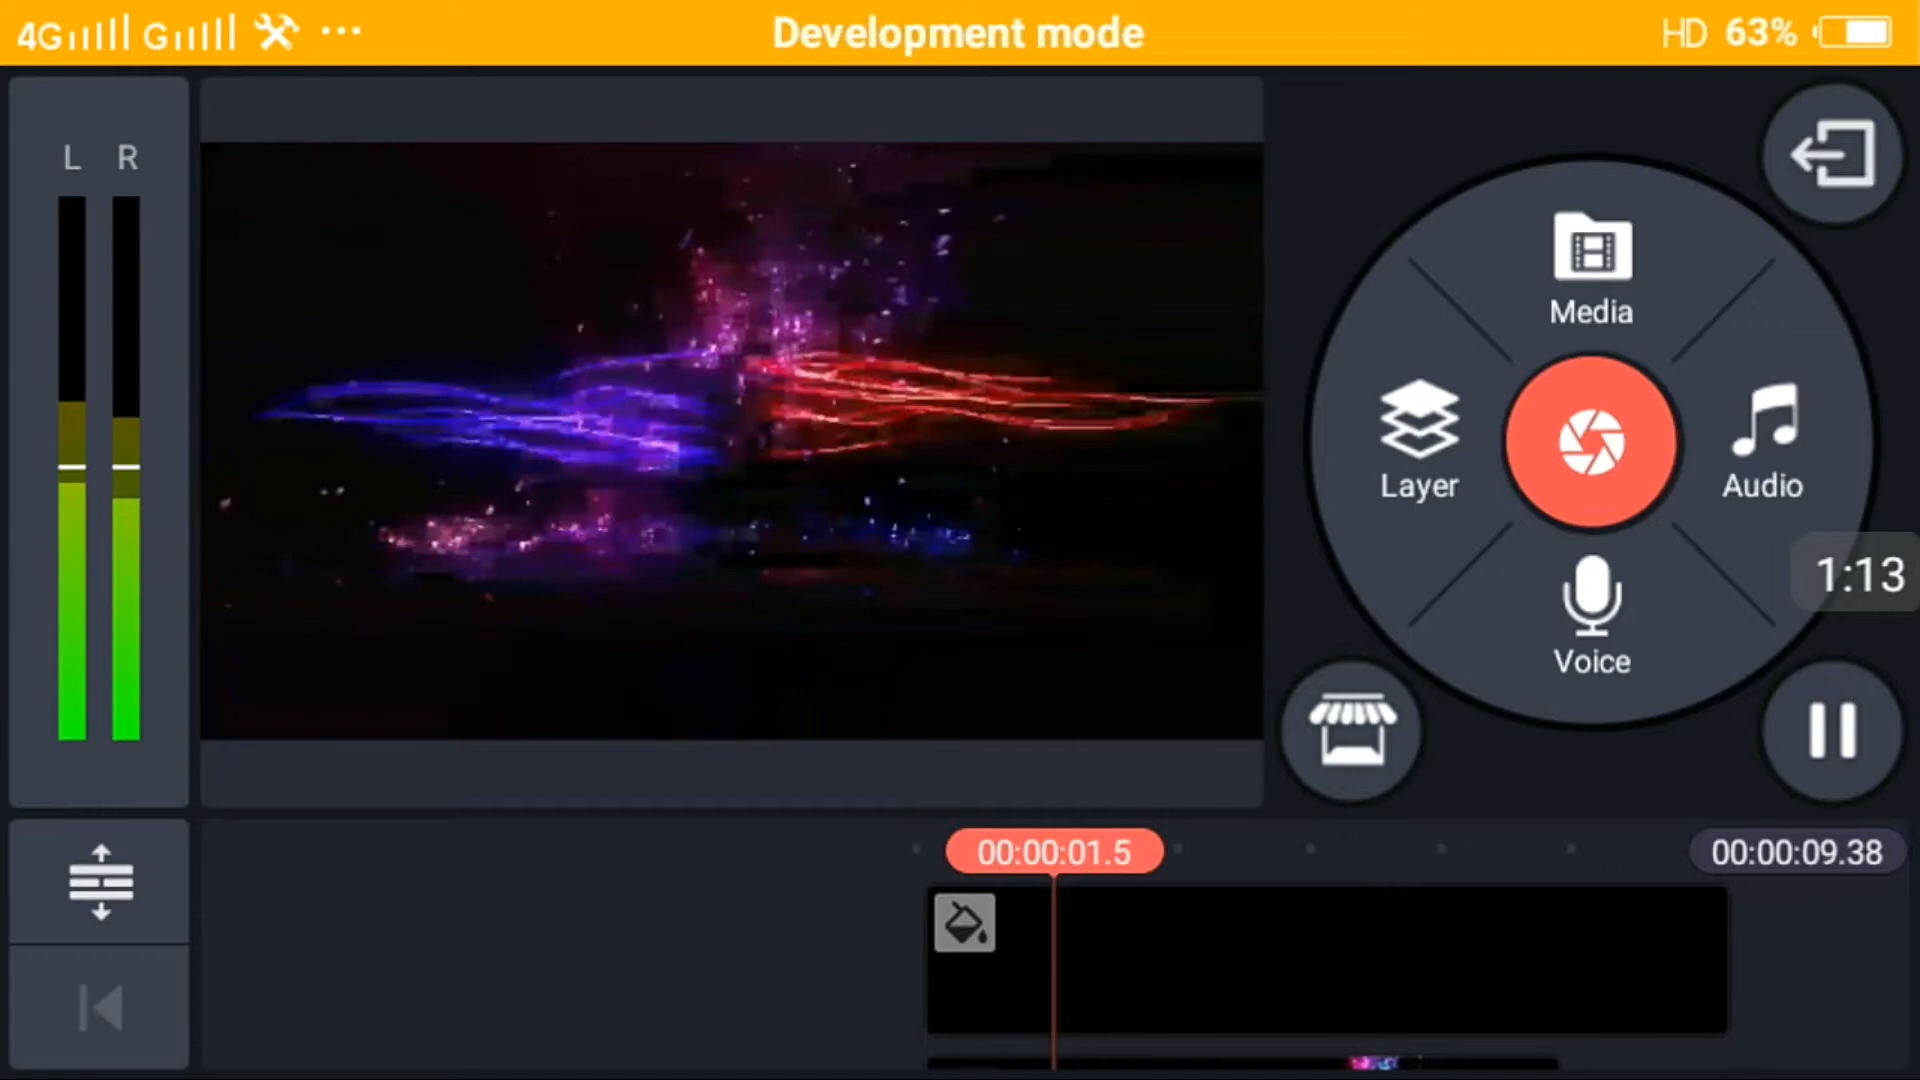 4G G Development mode HD 63%
L R
Media
Layer
Audio
1:13
Voice
00:00:01.5
00:00:09.38